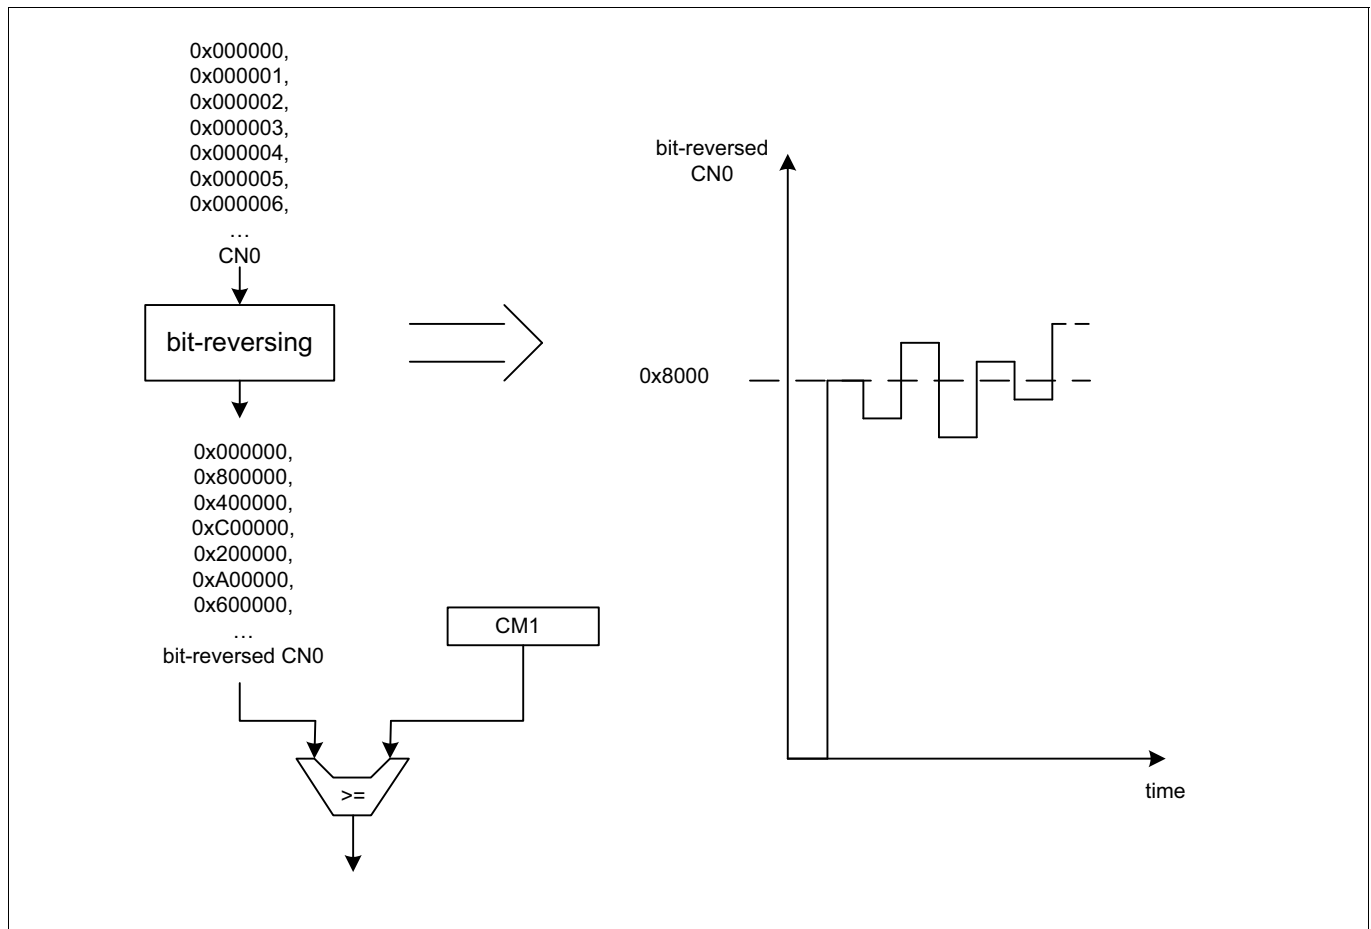 0x000000,
0x000001,
0x000002,
0x000003,
0x000004,
0x000005,
0x000006,
…
CN0
bit-reversing
0x000000,
0x800000,
0x400000,
0xC00000,
0x200000,
0xA00000,
0x600000,
…
bit-reversed CN0
CM1
>=
bit-reversed
CN0
0x8000
time